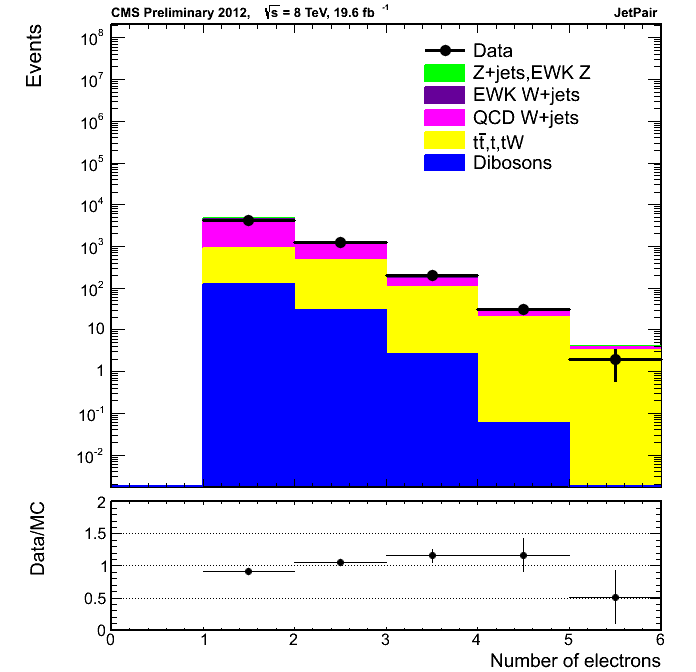 CMS Preliminary 2012, √s = 8 TeV, 19.6 fb⁻¹ JetPair
Events
Data
Z+jets,EWK Z
EWK W+jets
QCD W+jets
tt̅,t,tW
Dibosons
10⁸
10⁷
10⁶
10⁵
10⁴
10³
10²
10
1
10⁻¹
10⁻²
Data/MC
2
1.5
1
0.5
0
0 1 2 3 4 5 6
Number of electrons